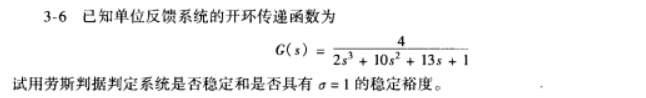 3-6 已知单位反馈系统的开环传递函数为
G(s) = 4 / (2s³ + 10s² + 13s + 1)
试用劳斯判据判定系统是否稳定和是否具有 σ = 1 的稳定裕度。